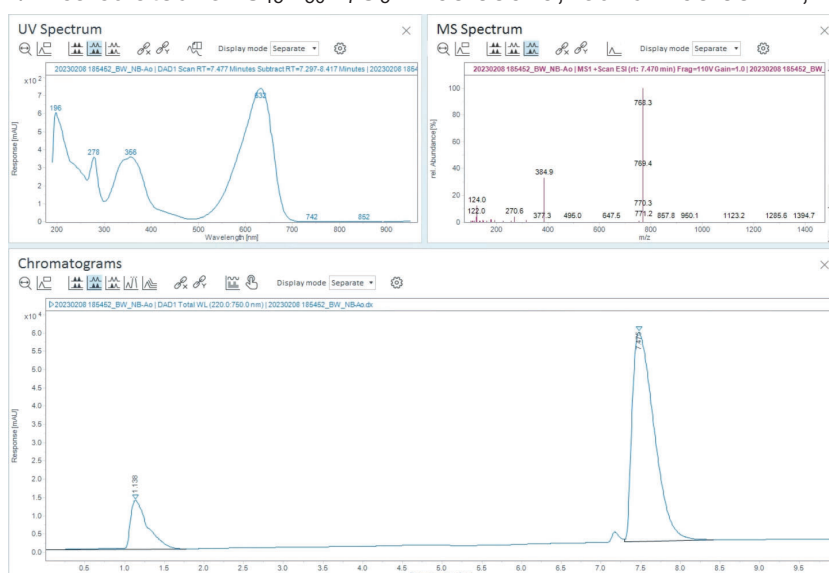 UV Spectrum
Display mode Separate
20230208 185452_BW_NB-Ao | DAD1 Scan RT=7.477 Minutes Subtract RT=7.297-8.417 Minutes | 20230208 1854
x10 2
7
6
5
4
3
2
1
0
Response [mAU]
196
278
356
632
742
862
200 300 400 500 600 700 800 900
Wavelength [nm]
MS Spectrum
Display mode Separate
20230208 185452_BW_NB-Ao | MS1 +Scan ESI (rt: 7.470 min) Frag=110V Gain=1.0 | 20230208 185452_BW_
100
80
60
40
20
0
rel. Abundance [%]
768.3
769.4
384.9
770.3
771.2
124.0
122.0
270.6
377.3
495.0
647.5
857.8
950.1
1123.2
1285.6
1394.7
200 400 600 800 1000 1200 1400
m/z
Chromatograms
Display mode Separate
20230208 185452_BW_NB-Ao | DAD1 Total WL (220.0:750.0 nm) | 20230208 185452_BW_NB-Ao.dx
x10 4
6.0
5.5
5.0
4.5
4.0
3.5
3.0
2.5
2.0
1.5
1.0
0.5
0.0
Response [mAU]
1.138
7.475
0.5 1.0 1.5 2.0 2.5 3.0 3.5 4.0 4.5 5.0 5.5 6.0 6.5 7.0 7.5 8.0 8.5 9.0 9.5